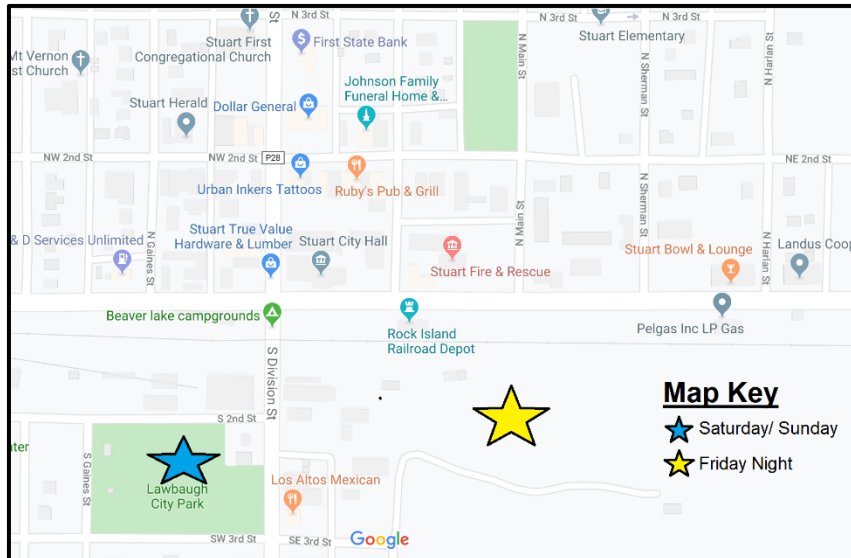 N 3rd St
N 3rd St
St
Stuart First
Congregational Church
First State Bank
Stuart Elementary
Mt Vernon
st Church
N Main St
N Sherman St
N Harlan St
Johnson Family
Funeral Home &...
Stuart Herald
Dollar General
NW 2nd St
NW 2nd St
P28
NE 2nd St
Urban Inkers Tattoos
Ruby's Pub & Grill
N Sherman St
N Main St
N Gaines St
Stuart True Value
Hardware & Lumber
& D Services Unlimited
Stuart City Hall
Stuart Fire & Rescue
Stuart Bowl & Lounge
N Harlan St
Landus Coop
Beaver lake campgrounds
Rock Island
Railroad Depot
Pelgas Inc LP Gas
S Division St
Map Key
Saturday/ Sunday
Friday Night
S 2nd St
nter
S Gaines St
Lawbaugh
City Park
Los Altos Mexican
SW 3rd St
SE 3rd St
Google